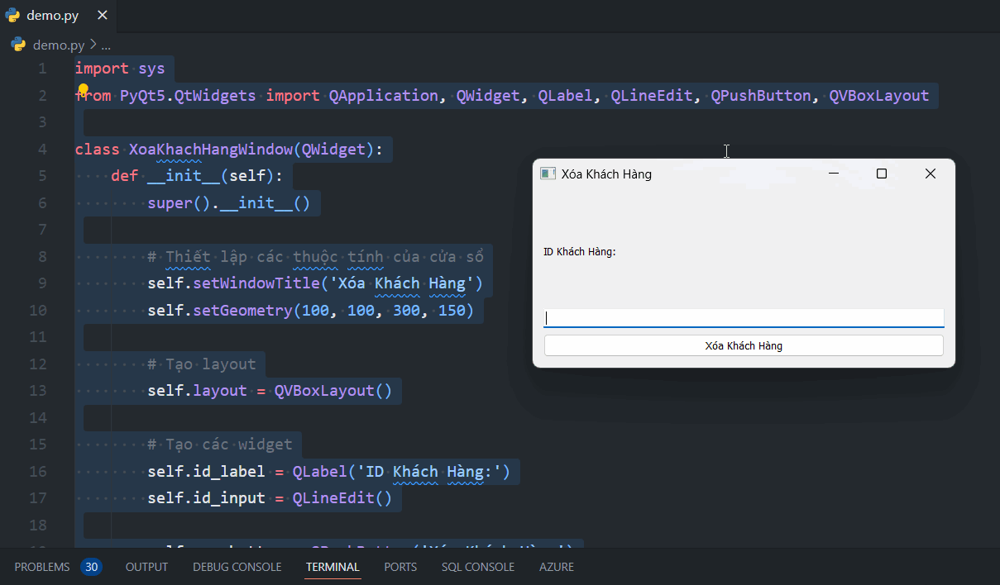 demo.py
demo.py > ...
1 import sys
2 from PyQt5.QtWidgets import QApplication, QWidget, QLabel, QLineEdit, QPushButton, QVBoxLayout
3
4 class XoaKhachHangWindow(QWidget):
5 def __init__(self):
6 super().__init__()
7
8 # Thiết lập các thuộc tính của cửa sổ
9 self.setWindowTitle('Xóa Khách Hàng')
10 self.setGeometry(100, 100, 300, 150)
11
12 # Tạo layout
13 self.layout = QVBoxLayout()
14
15 # Tạo các widget
16 self.id_label = QLabel('ID Khách Hàng:')
17 self.id_input = QLineEdit()
18
Xóa Khách Hàng
ID Khách Hàng:
Xóa Khách Hàng
PROBLEMS 30 OUTPUT DEBUG CONSOLE TERMINAL PORTS SQL CONSOLE AZURE